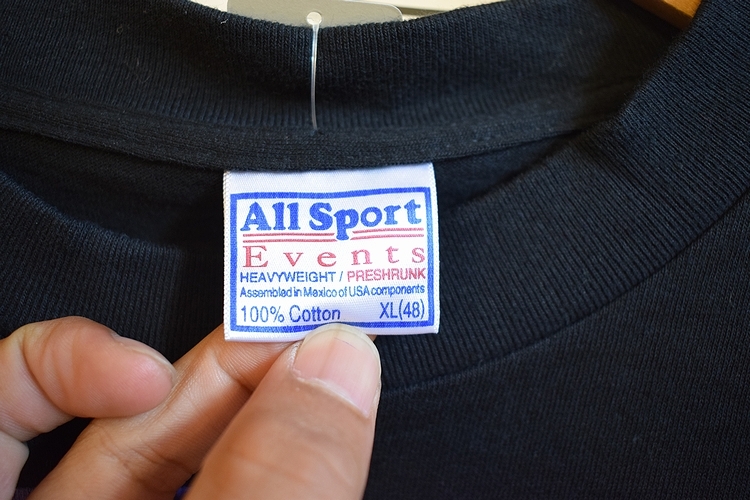 All Sport
Events
HEAVYWEIGHT / PRESHRUNK
Assembled in Mexico of USA components
100% Cotton XL(48)